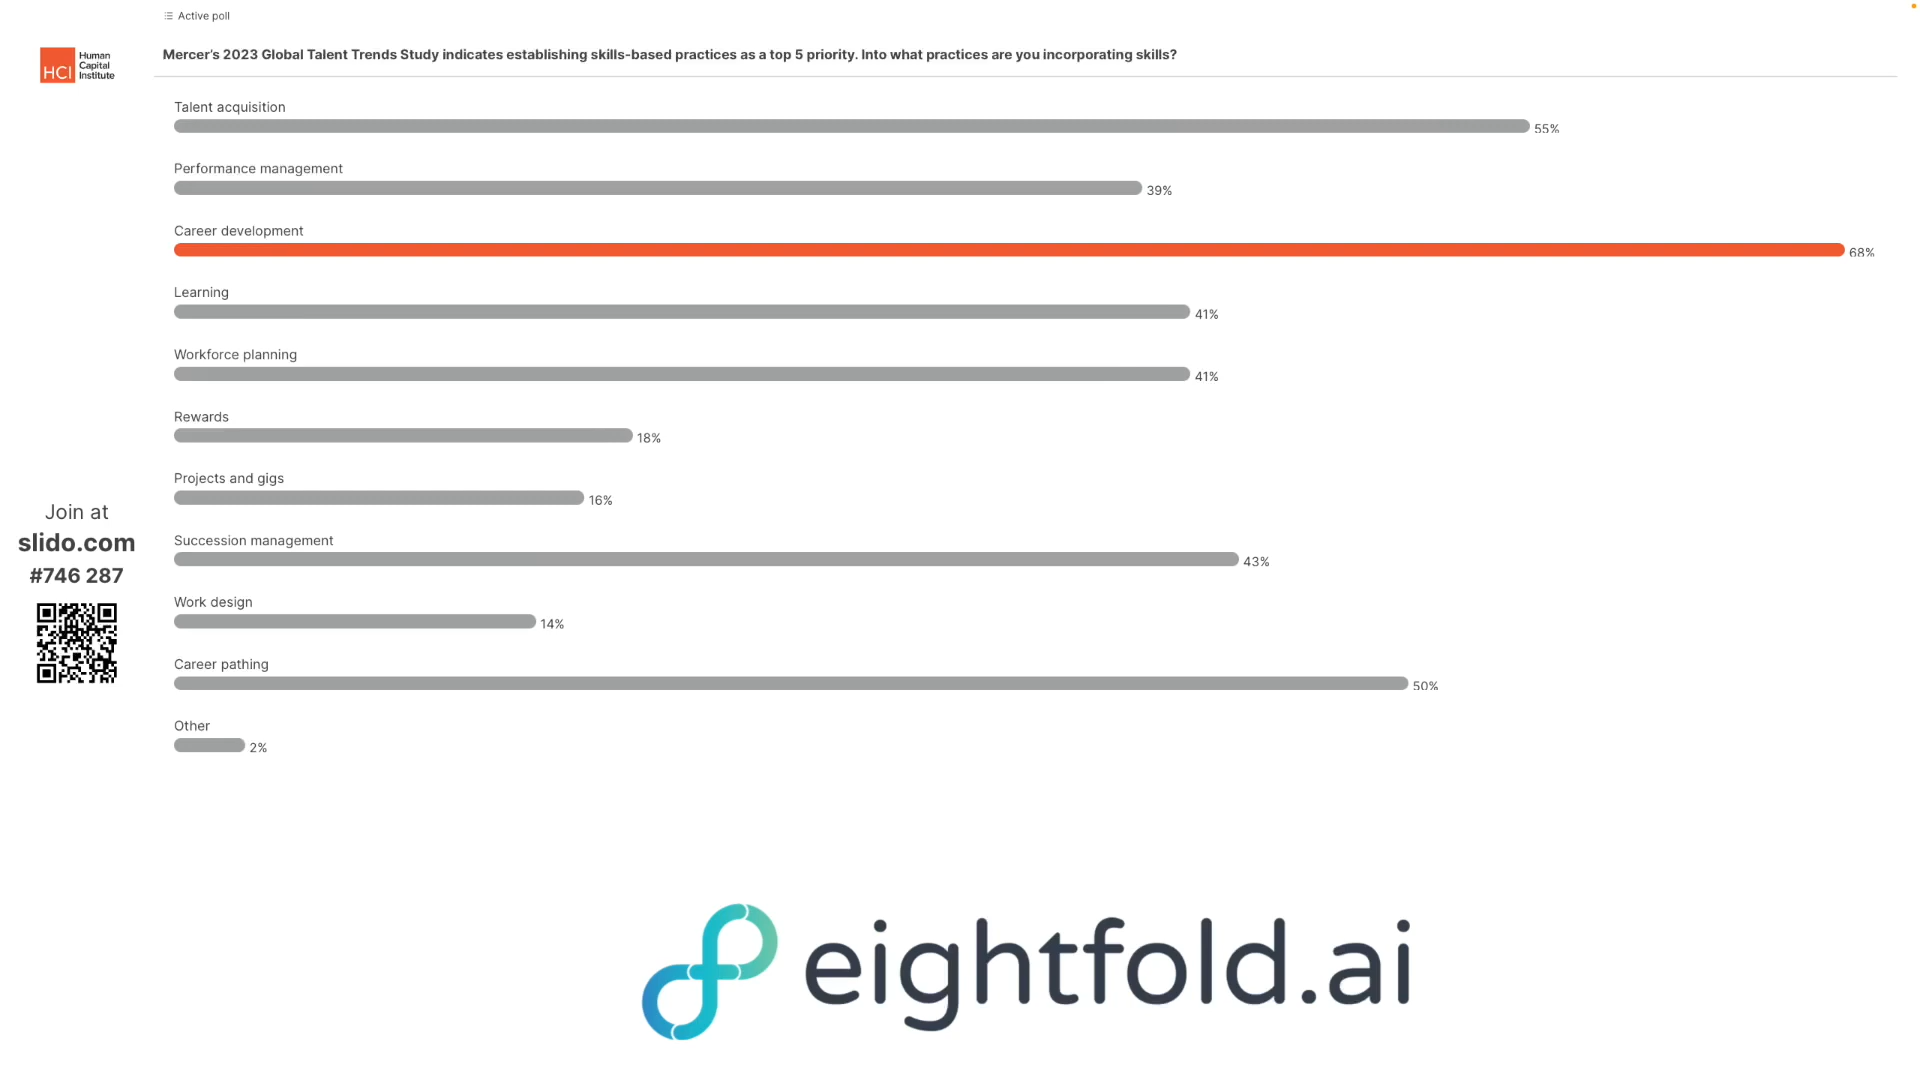 Active poll
HCI
Human
Capital
Institute
Mercer’s 2023 Global Talent Trends Study indicates establishing skills-based practices as a top 5 priority. Into what practices are you incorporating skills?
Talent acquisition
55%
Performance management
39%
Career development
68%
Learning
41%
Workforce planning
41%
Rewards
18%
Projects and gigs
16%
Succession management
43%
Work design
14%
Career pathing
50%
Other
2%
Join at
slido.com
#746 287
eightfold.ai